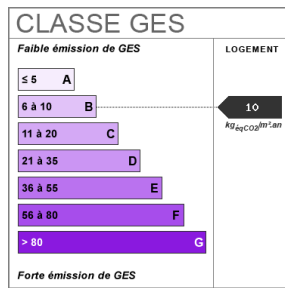 CLASSE GES
Faible émission de GES
LOGEMENT
≤ 5 A
6 à 10 B
10
kgéqCO2/m².an
11 à 20 C
21 à 35 D
36 à 55 E
56 à 80 F
> 80 G
Forte émission de GES